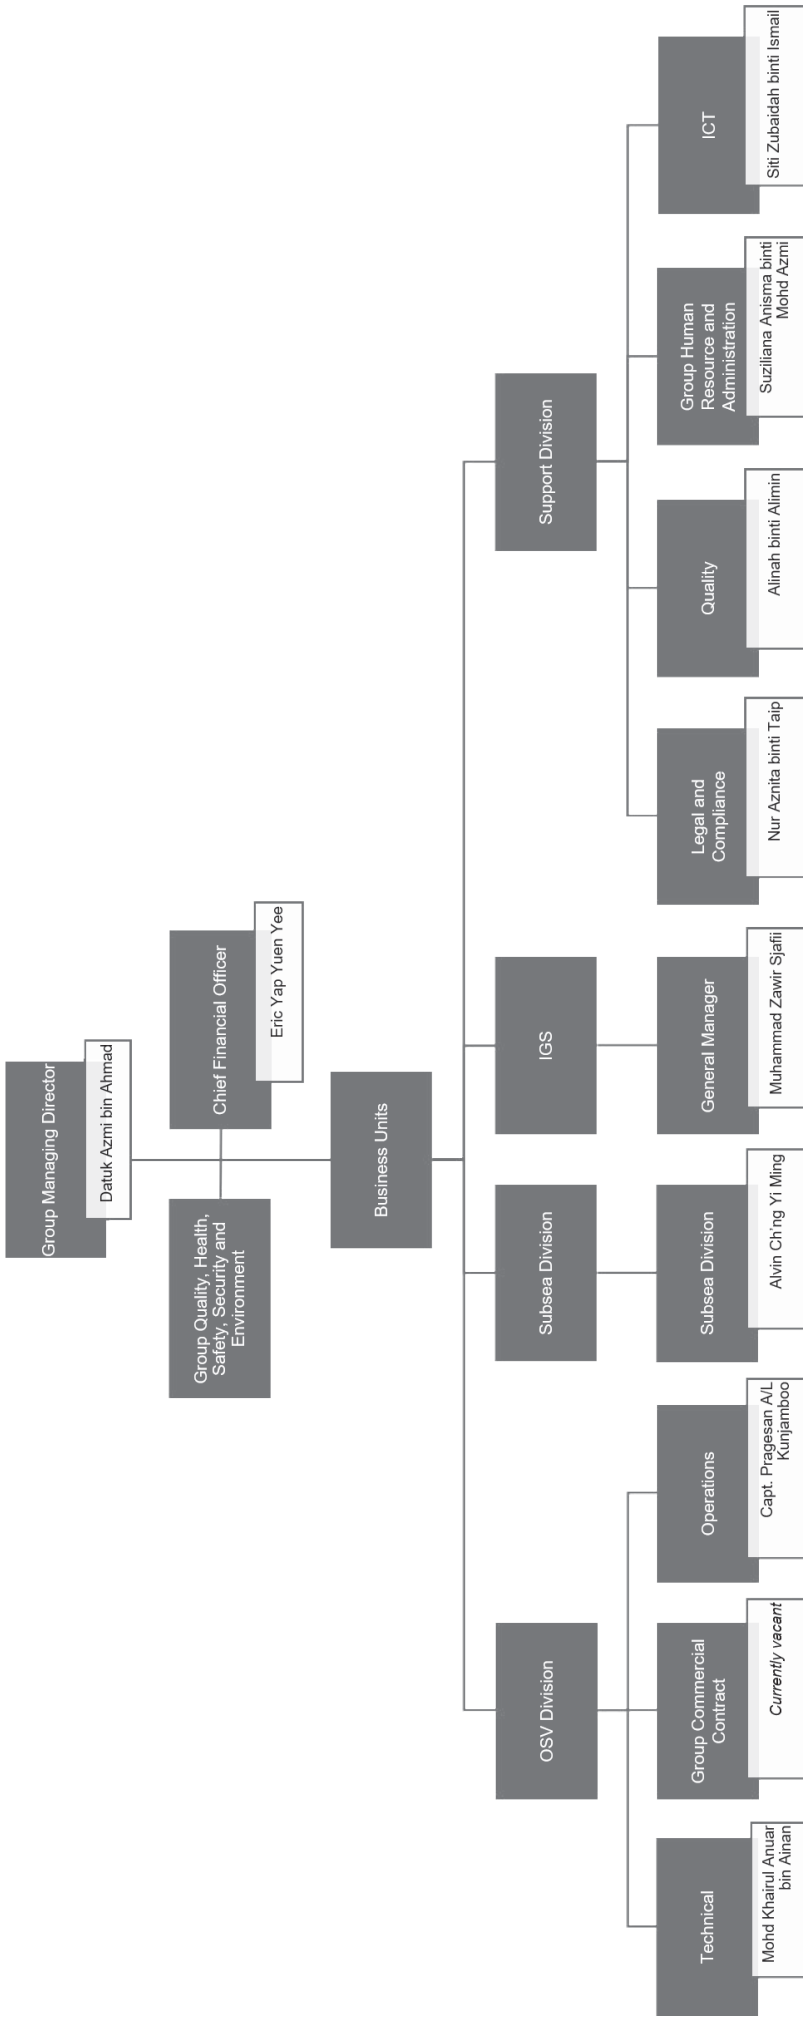 Group Managing Director
Datuk Azmi bin Ahmad
Group Quality, Health,
Safety, Security and
Environment
Chief Financial Officer
Eric Yap Yuen Yee
Business Units
OSV Division
Subsea Division
IGS
Support Division
Technical
Mohd Khairul Anuar
bin Ainan
Group Commercial
Contract
Currently vacant
Operations
Capt. Pragesan A/L
Kunjamboo
Subsea Division
Alvin Ch'ng Yi Ming
General Manager
Muhammad Zawir Sjafii
Legal and
Compliance
Nur Aznita binti Taip
Quality
Alinah binti Alimin
Group Human
Resource and
Administration
Suziliana Anisma binti
Mohd Azmi
ICT
Siti Zubaidah binti Ismail